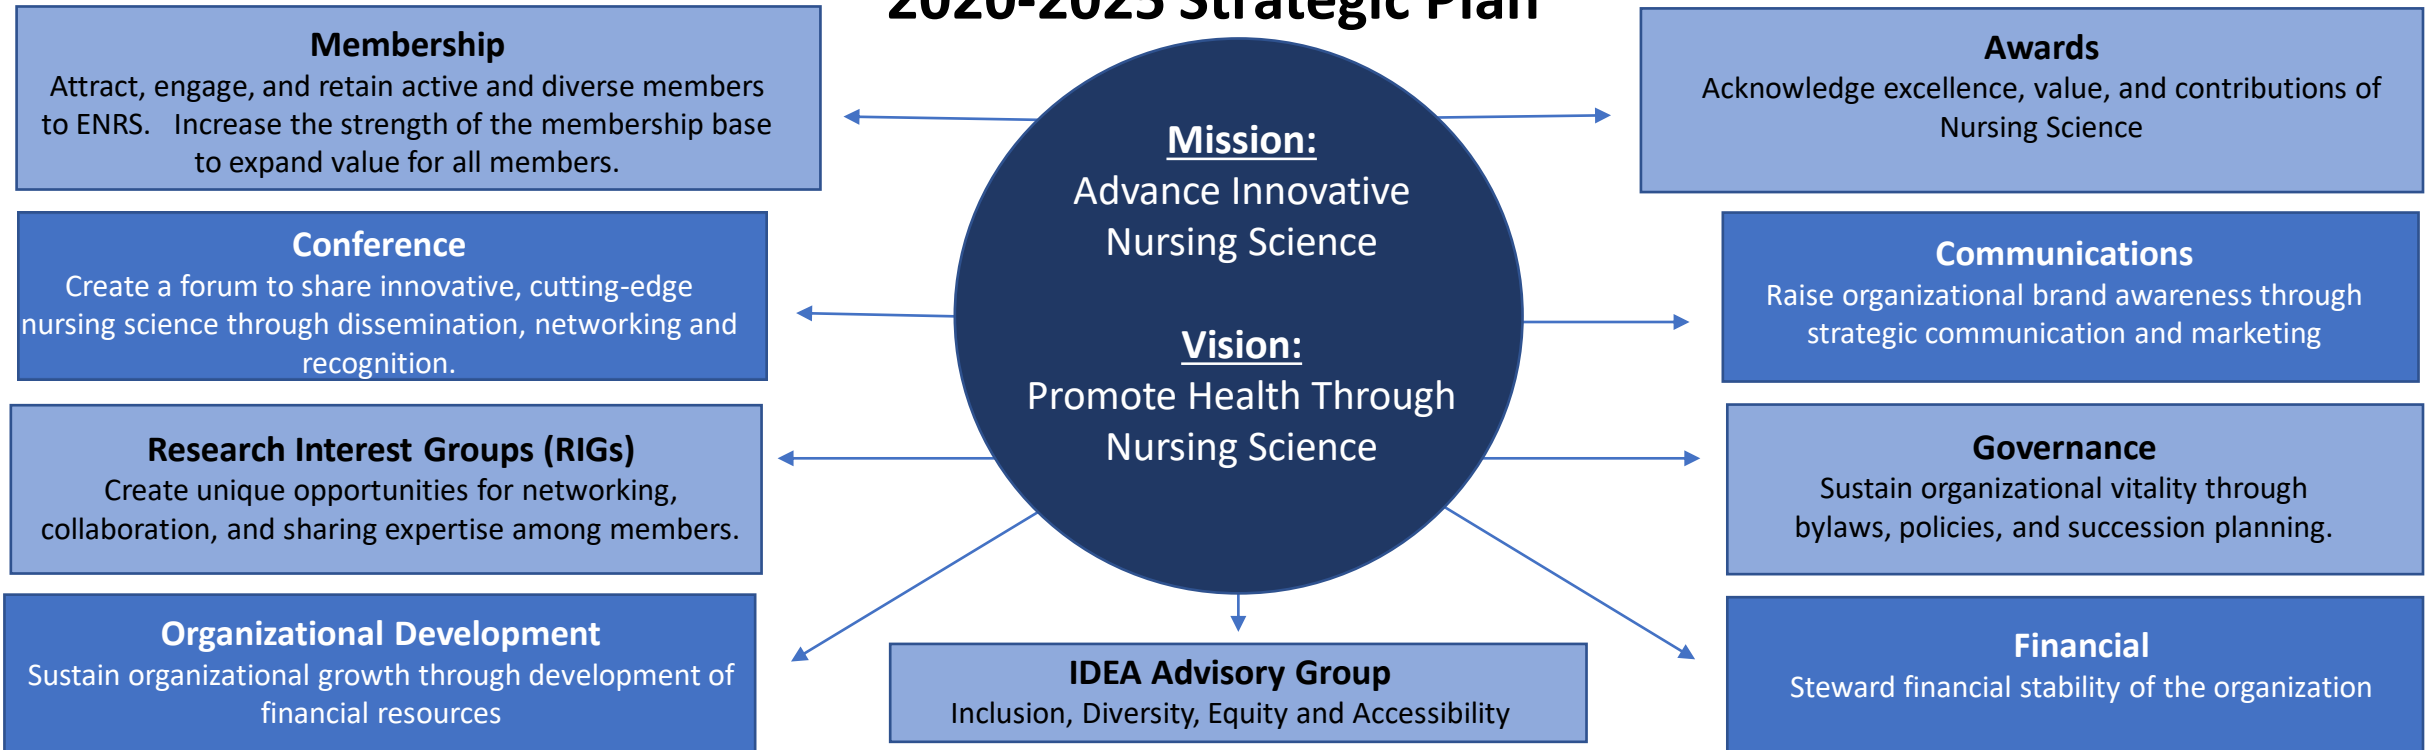 2020-2025 Strategic Plan
Membership
Attract, engage, and retain active and diverse members
to ENRS.   Increase the strength of the membership base
to expand value for all members.
Conference
Create a forum to share innovative, cutting-edge
nursing science through dissemination, networking and
recognition.
Research Interest Groups (RIGs)
Create unique opportunities for networking,
collaboration, and sharing expertise among members.
Organizational Development
Sustain organizational growth through development of
financial resources
Mission:
Advance Innovative
Nursing Science
Vision:
Promote Health Through
Nursing Science
IDEA Advisory Group
Inclusion, Diversity, Equity and Accessibility
Awards
Acknowledge excellence, value, and contributions of
Nursing Science
Communications
Raise organizational brand awareness through
strategic communication and marketing
Governance
Sustain organizational vitality through
bylaws, policies, and succession planning.
Financial
Steward financial stability of the organization